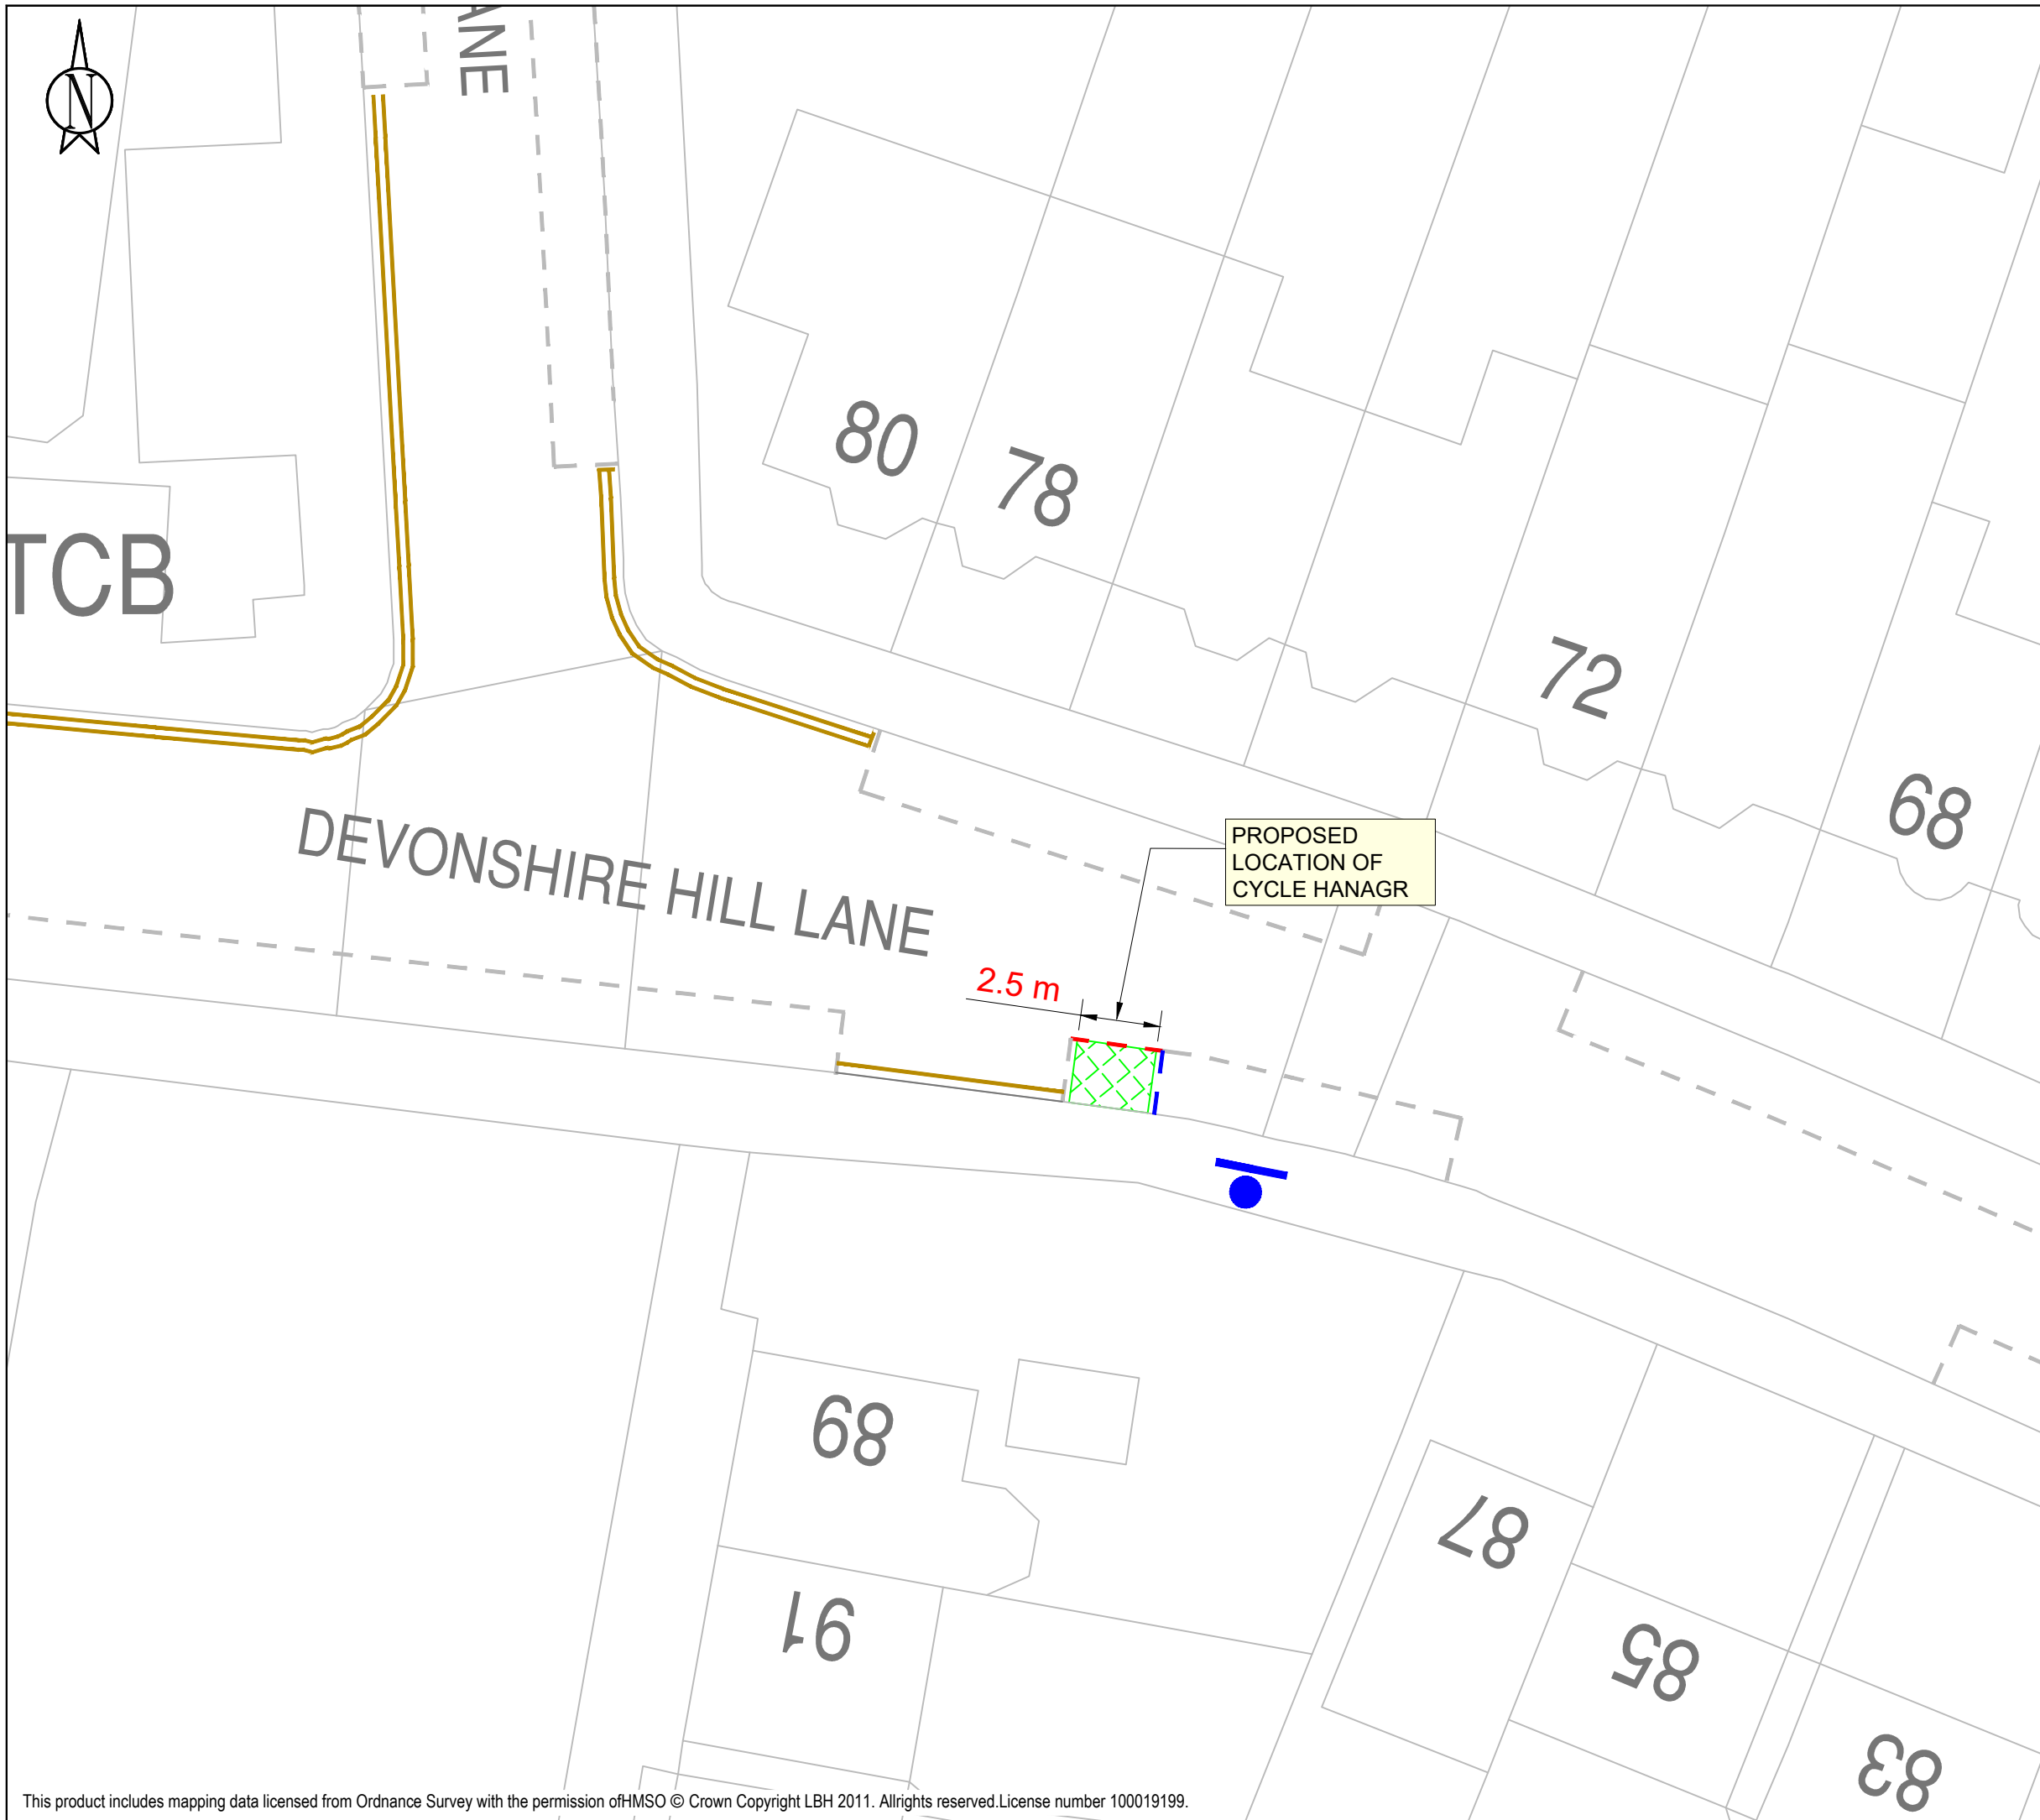 N
ANE
80
78
TCB
72
68
DEVONSHIRE HILL LANE
PROPOSED
LOCATION OF
CYCLE HANAGR
2.5 m
89
87
91
85
83
This product includes mapping data licensed from Ordnance Survey with the permission ofHMSO © Crown Copyright LBH 2011. Allrights reserved.License number 100019199.